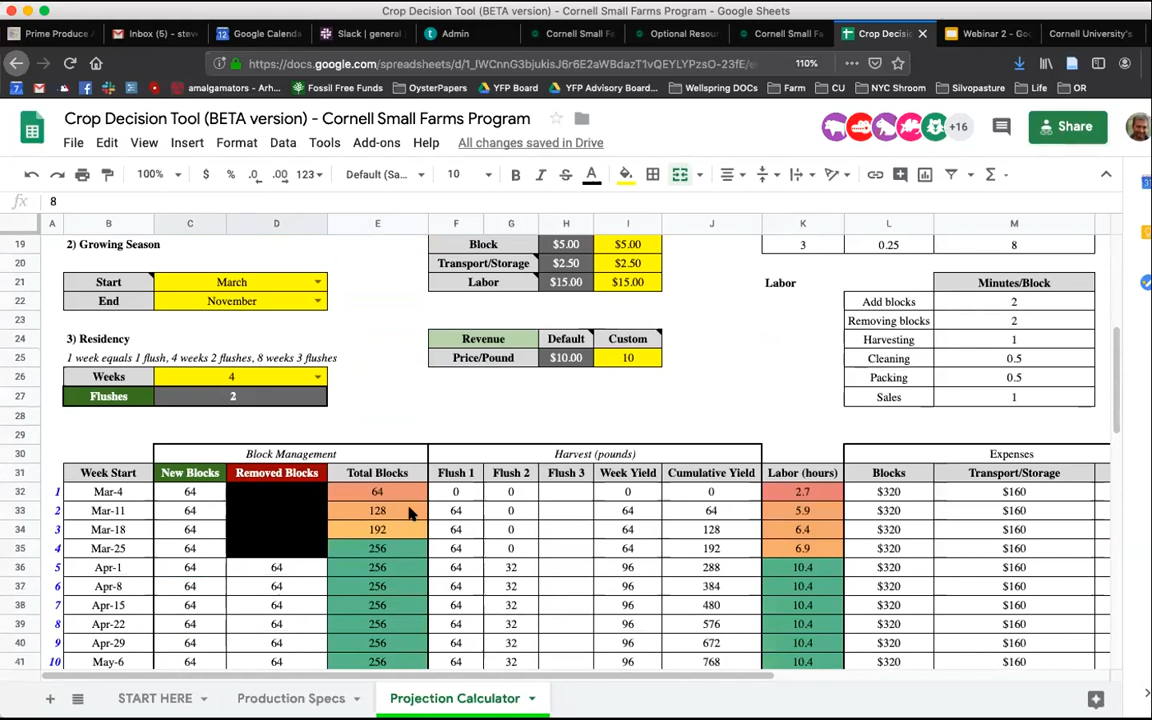 Crop Decision Tool (BETA version) - Cornell Small Farms Program - Google Sheets
Prime Produce A Inbox (5) - stev Google Calenda Slack | general Admin Cornell Small F Optional Resou Cornell Small Fa Crop Decisi Webinar 2 - Goo Cornell University's
https://docs.google.com/spreadsheets/d/ 110%
amalgamators - Arh... Fossil Free Funds OysterPapers YFP Board YFP Advisory Board... Wellspring DOCs Farm CU NYC Shroom Silvopasture Life OR
Crop Decision Tool (BETA version) - Cornell Small Farms Program
+16
Share
File Edit View Insert Format Data Tools Add-ons Help All changes saved in Drive
100% $ % .0 .00 123 Default (Sa... 10 B I S A Σ
fx 8
A B C D E F G H I J K L M
19 2) Growing Season Block $5.00 $5.00 3 0.25 8
20 Transport/Storage $2.50 $2.50
21 Start March Labor $15.00 $15.00 Labor Minutes/Block
22 End November Add blocks 2
23 Removing blocks 2
24 3) Residency Revenue Default Custom Harvesting 1
25 1 week equals 1 flush, 4 weeks 2 flushes, 8 weeks 3 flushes Price/Pound $10.00 10 Cleaning 0.5
26 Weeks 4 Packing 0.5
27 Flushes 2 Sales 1
28
29
30 Block Management Harvest (pounds) Expenses
31 Week Start New Blocks Removed Blocks Total Blocks Flush 1 Flush 2 Flush 3 Week Yield Cumulative Yield Labor (hours) Blocks Transport/Storage
32 1 Mar-4 64 64 0 0 0 0 2.7 $320 $160
33 2 Mar-11 64 128 64 0 64 64 5.9 $320 $160
34 3 Mar-18 64 192 64 0 64 128 6.4 $320 $160
35 4 Mar-25 64 256 64 0 64 192 6.9 $320 $160
36 5 Apr-1 64 64 256 64 32 96 288 10.4 $320 $160
37 6 Apr-8 64 64 256 64 32 96 384 10.4 $320 $160
38 7 Apr-15 64 64 256 64 32 96 480 10.4 $320 $160
39 8 Apr-22 64 64 256 64 32 96 576 10.4 $320 $160
40 9 Apr-29 64 64 256 64 32 96 672 10.4 $320 $160
41 10 May-6 64 64 256 64 32 96 768 10.4 $320 $160
START HERE Production Specs Projection Calculator